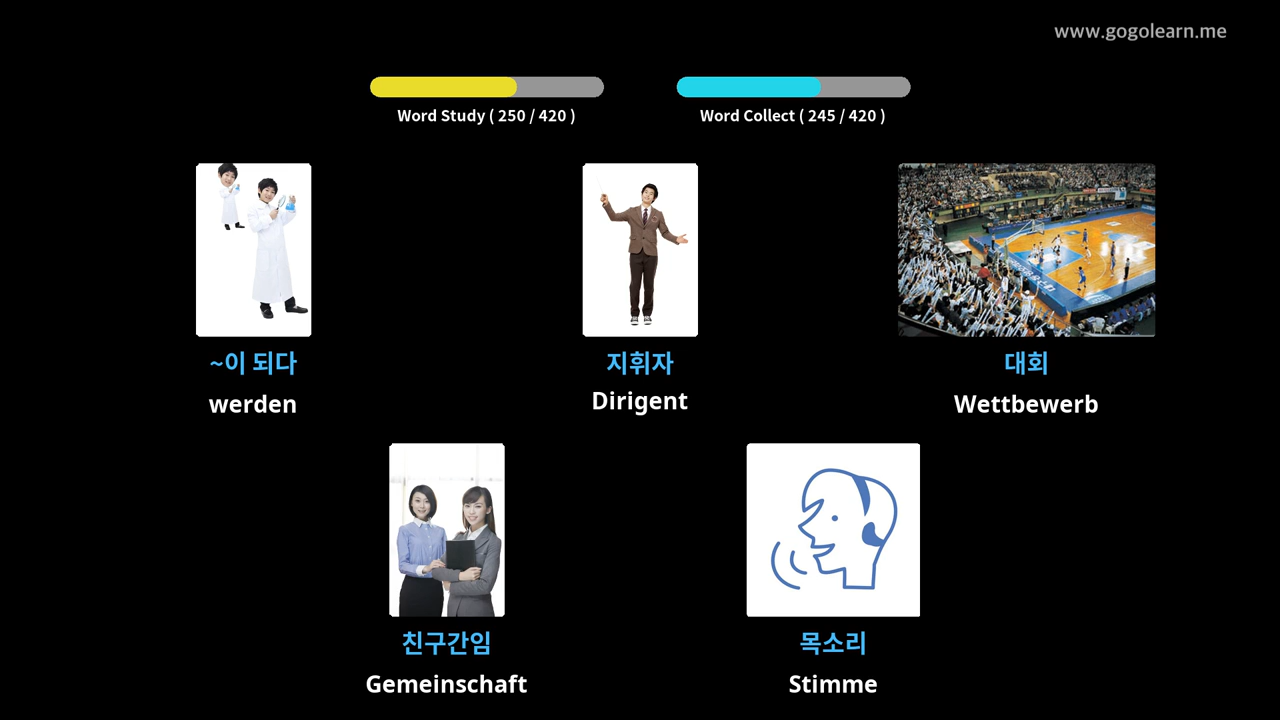 www.gogolearn.me
Word Study ( 250 / 420 )
Word Collect ( 245 / 420 )
~이 되다
werden
지휘자
Dirigent
대회
Wettbewerb
친구간임
Gemeinschaft
목소리
Stimme